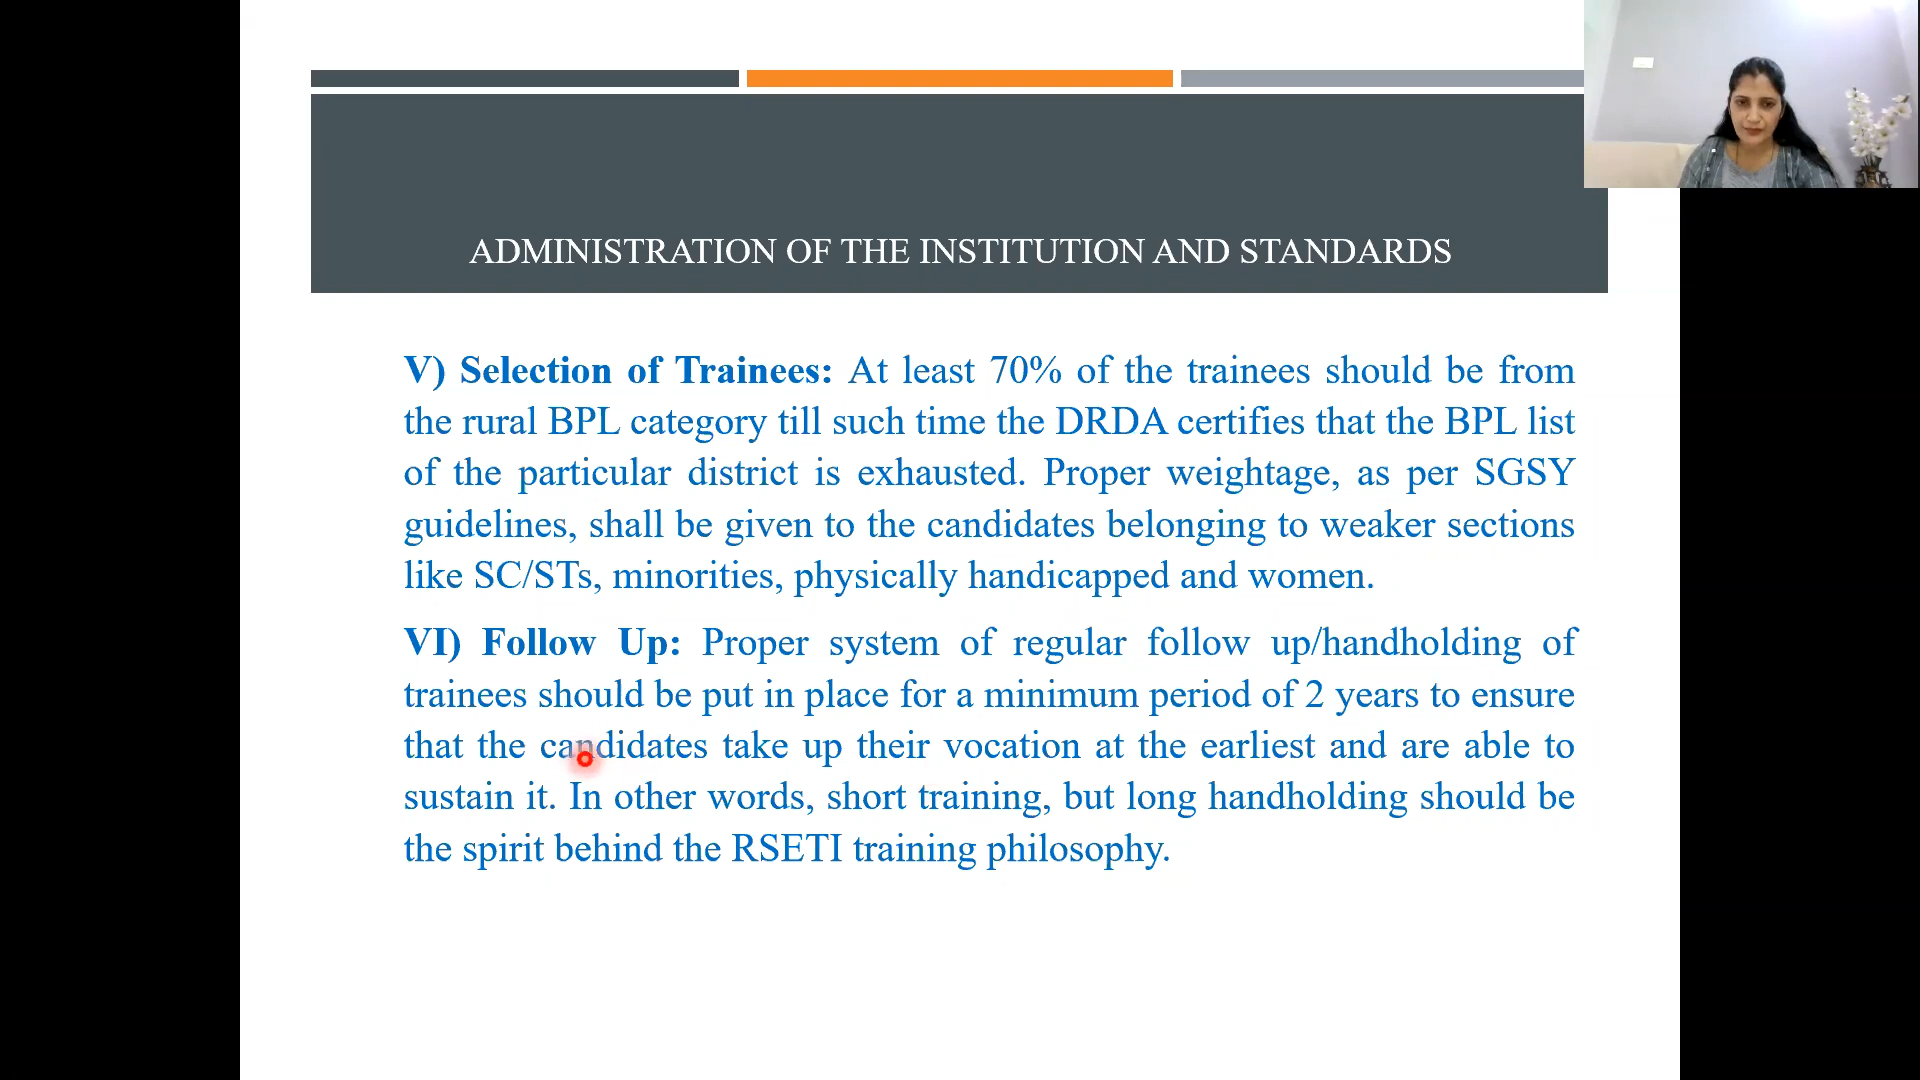 ADMINISTRATION OF THE INSTITUTION AND STANDARDS
V) Selection of Trainees: At least 70% of the trainees should be from
the rural BPL category till such time the DRDA certifies that the BPL list
of the particular district is exhausted. Proper weightage, as per SGSY
guidelines, shall be given to the candidates belonging to weaker sections
like SC/STs, minorities, physically handicapped and women.
VI) Follow Up: Proper system of regular follow up/handholding of
trainees should be put in place for a minimum period of 2 years to ensure
that the candidates take up their vocation at the earliest and are able to
sustain it. In other words, short training, but long handholding should be
the spirit behind the RSETI training philosophy.